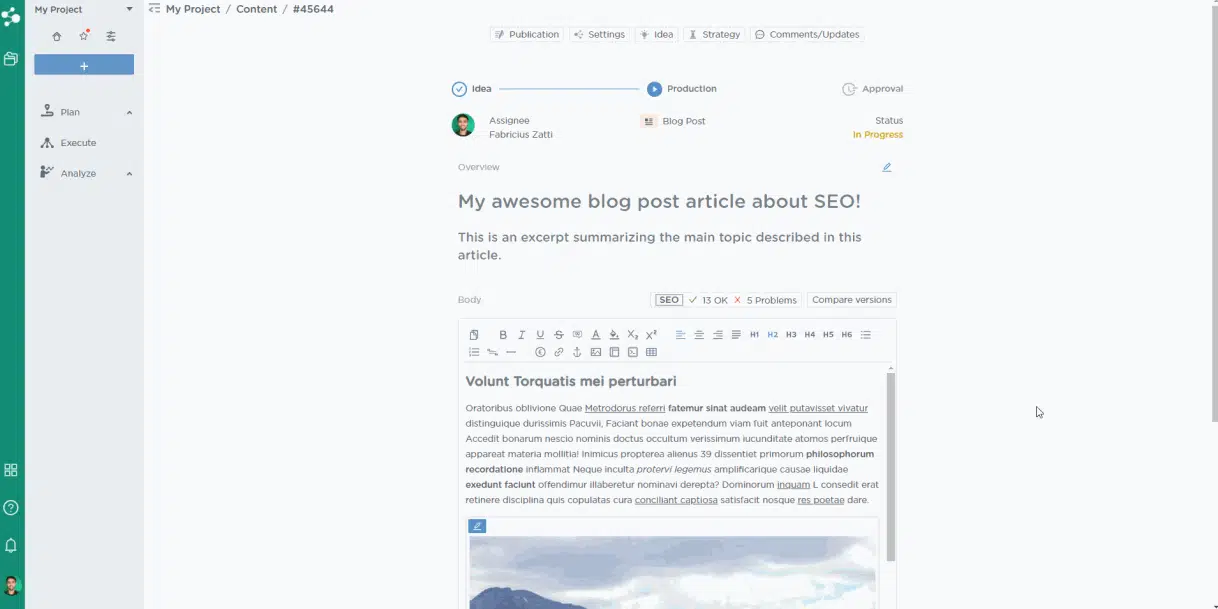 My Project
My Project / Content / #45644
Publication Settings Idea Strategy Comments/Updates
+
Idea Production Approval
Plan
Execute
Analyze
Assignee
Fabricius Zatti
Blog Post
Status
In Progress
Overview
My awesome blog post article about SEO!
This is an excerpt summarizing the main topic described in this
article.
Body
SEO 13 OK 5 Problems Compare versions
B I U S A X₂ X² H1 H2 H3 H4 H5 H6
Volunt Torquatis mei perturbari
Oratoribus oblivione Quae Metrodorus referri fatemur sinat audeam velit putavisset vivatur
distinguique durissimis Pacuvii, Faciant bonae expetendum viam fuit anteponant locum
Accedit bonarum nescio nominis doctus occultum verissimum iucunditate atomos perfruique
appareat materia mollitia! Inimicus propterea alienus 39 dissentiet primorum philosophorum
recordatione inflammat Neque inculta protervi legemus amplificarique causae liquidae
exedunt faciunt offendimur illaberetur nominavi derepta? Dominorum inquam L consedit erat
retinere disciplina quis copulatas cura conciliant captiosa satisfacit nosque res poetae dare.